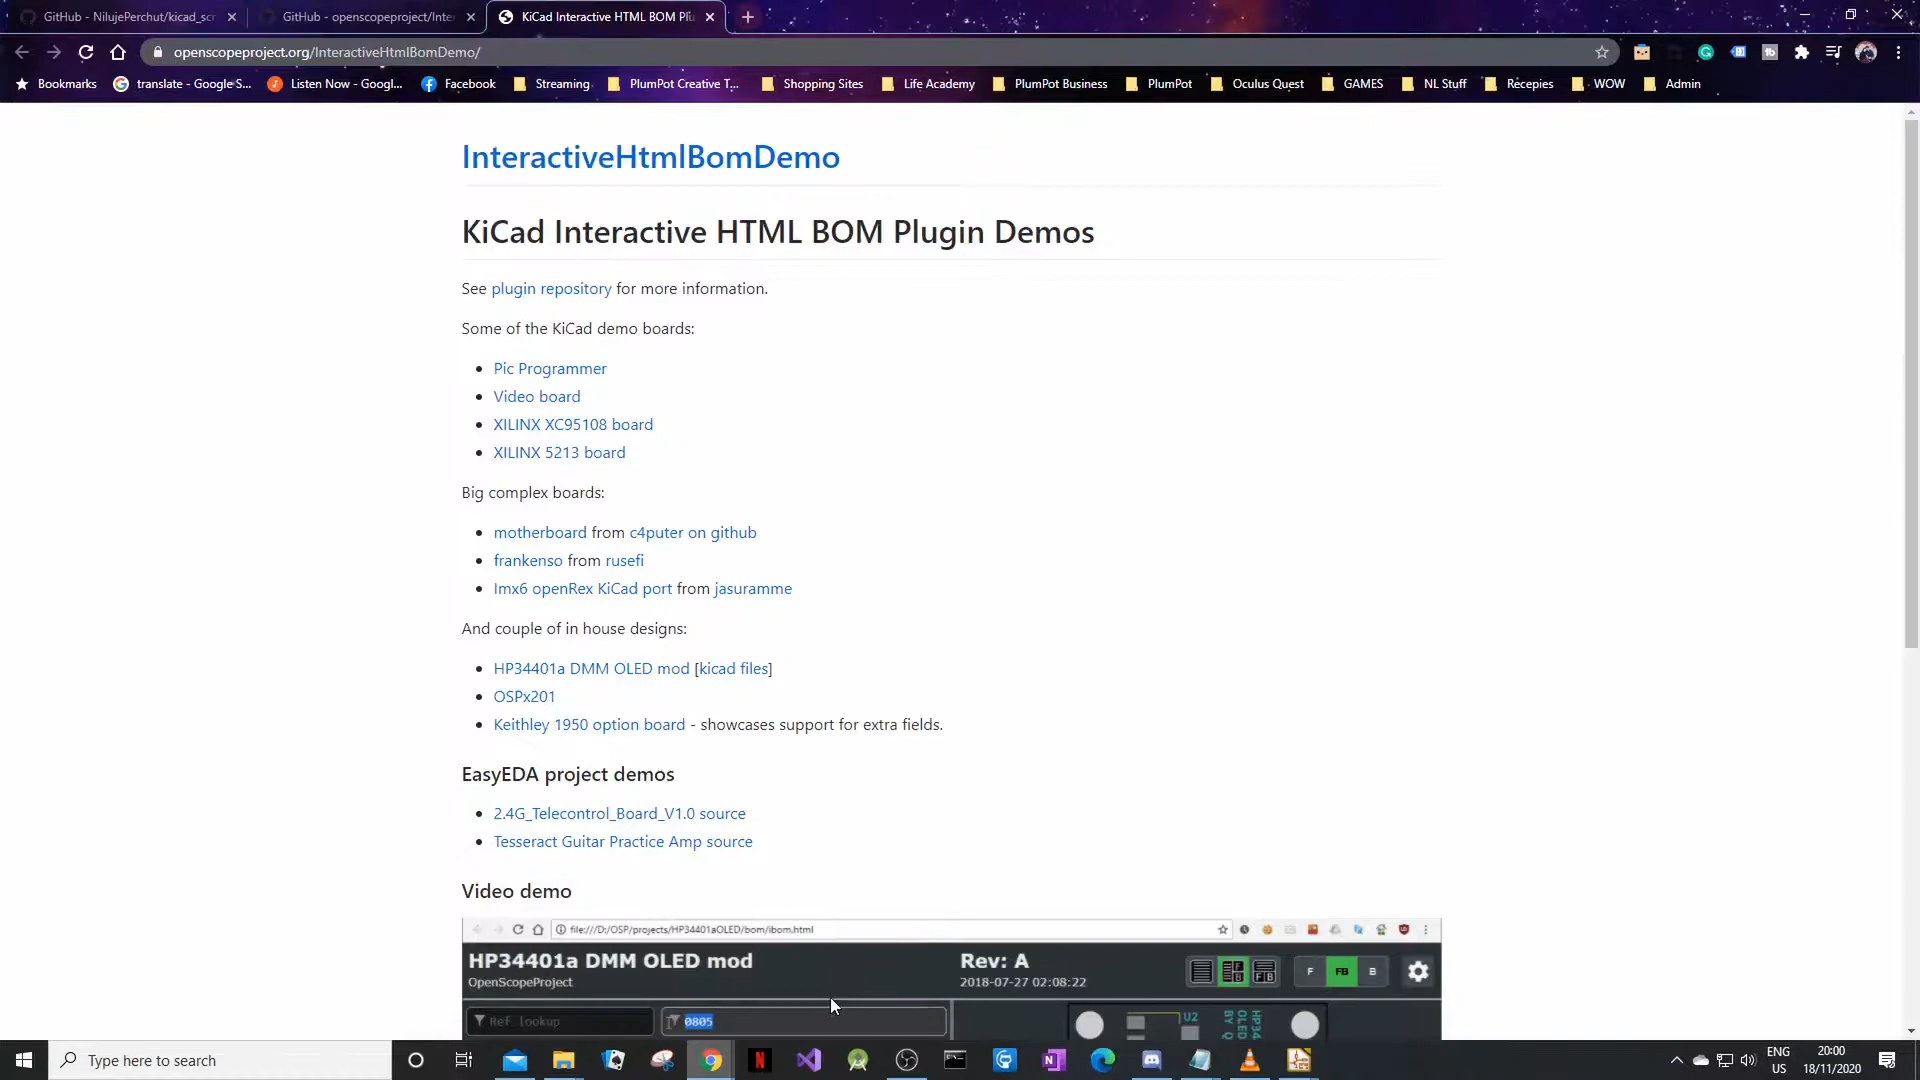 GitHub - NilujePerchut/kicad_scr
GitHub - openscopeproject/Inter
KiCad Interactive HTML BOM Plu
openscopeproject.org/InteractiveHtmlBomDemo/
Bookmarks translate - Google S... Listen Now - Googl... Facebook Streaming PlumPot Creative T... Shopping Sites Life Academy PlumPot Business PlumPot Oculus Quest GAMES NL Stuff Recepies WOW Admin
InteractiveHtmlBomDemo
KiCad Interactive HTML BOM Plugin Demos
See plugin repository for more information.
Some of the KiCad demo boards:
Pic Programmer
Video board
XILINX XC95108 board
XILINX 5213 board
Big complex boards:
motherboard from c4puter on github
frankenso from rusefi
Imx6 openRex KiCad port from jasuramme
And couple of in house designs:
HP34401a DMM OLED mod [kicad files]
OSPx201
Keithley 1950 option board - showcases support for extra fields.
EasyEDA project demos
2.4G_Telecontrol_Board_V1.0 source
Tesseract Guitar Practice Amp source
Video demo
file:///D:/OSP/projects/HP34401aOLED/bom/ibom.html
HP34401a DMM OLED mod Rev: A
OpenScopeProject 2018-07-27 02:08:22
F FB B
Ref lookup 0805
U2
HP34
OLED
BY Q
Type here to search
ENG
US
20:00
18/11/2020